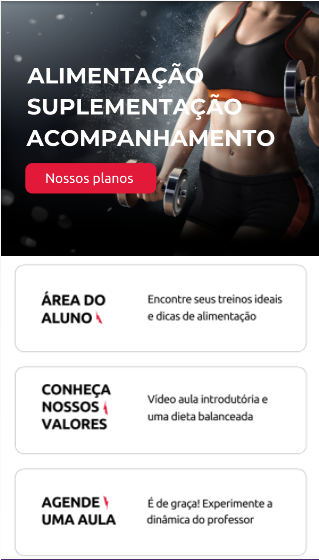 ALIMENTAÇÃO
SUPLEMENTAÇÃO
ACOMPANHAMENTO
Nossos planos
ÁREA DO
ALUNO
Encontre seus treinos ideais
e dicas de alimentação
CONHEÇA
NOSSOS
VALORES
Vídeo aula introdutória e
uma dieta balanceada
AGENDE
UMA AULA
É de graça! Experimente a
dinâmica do professor